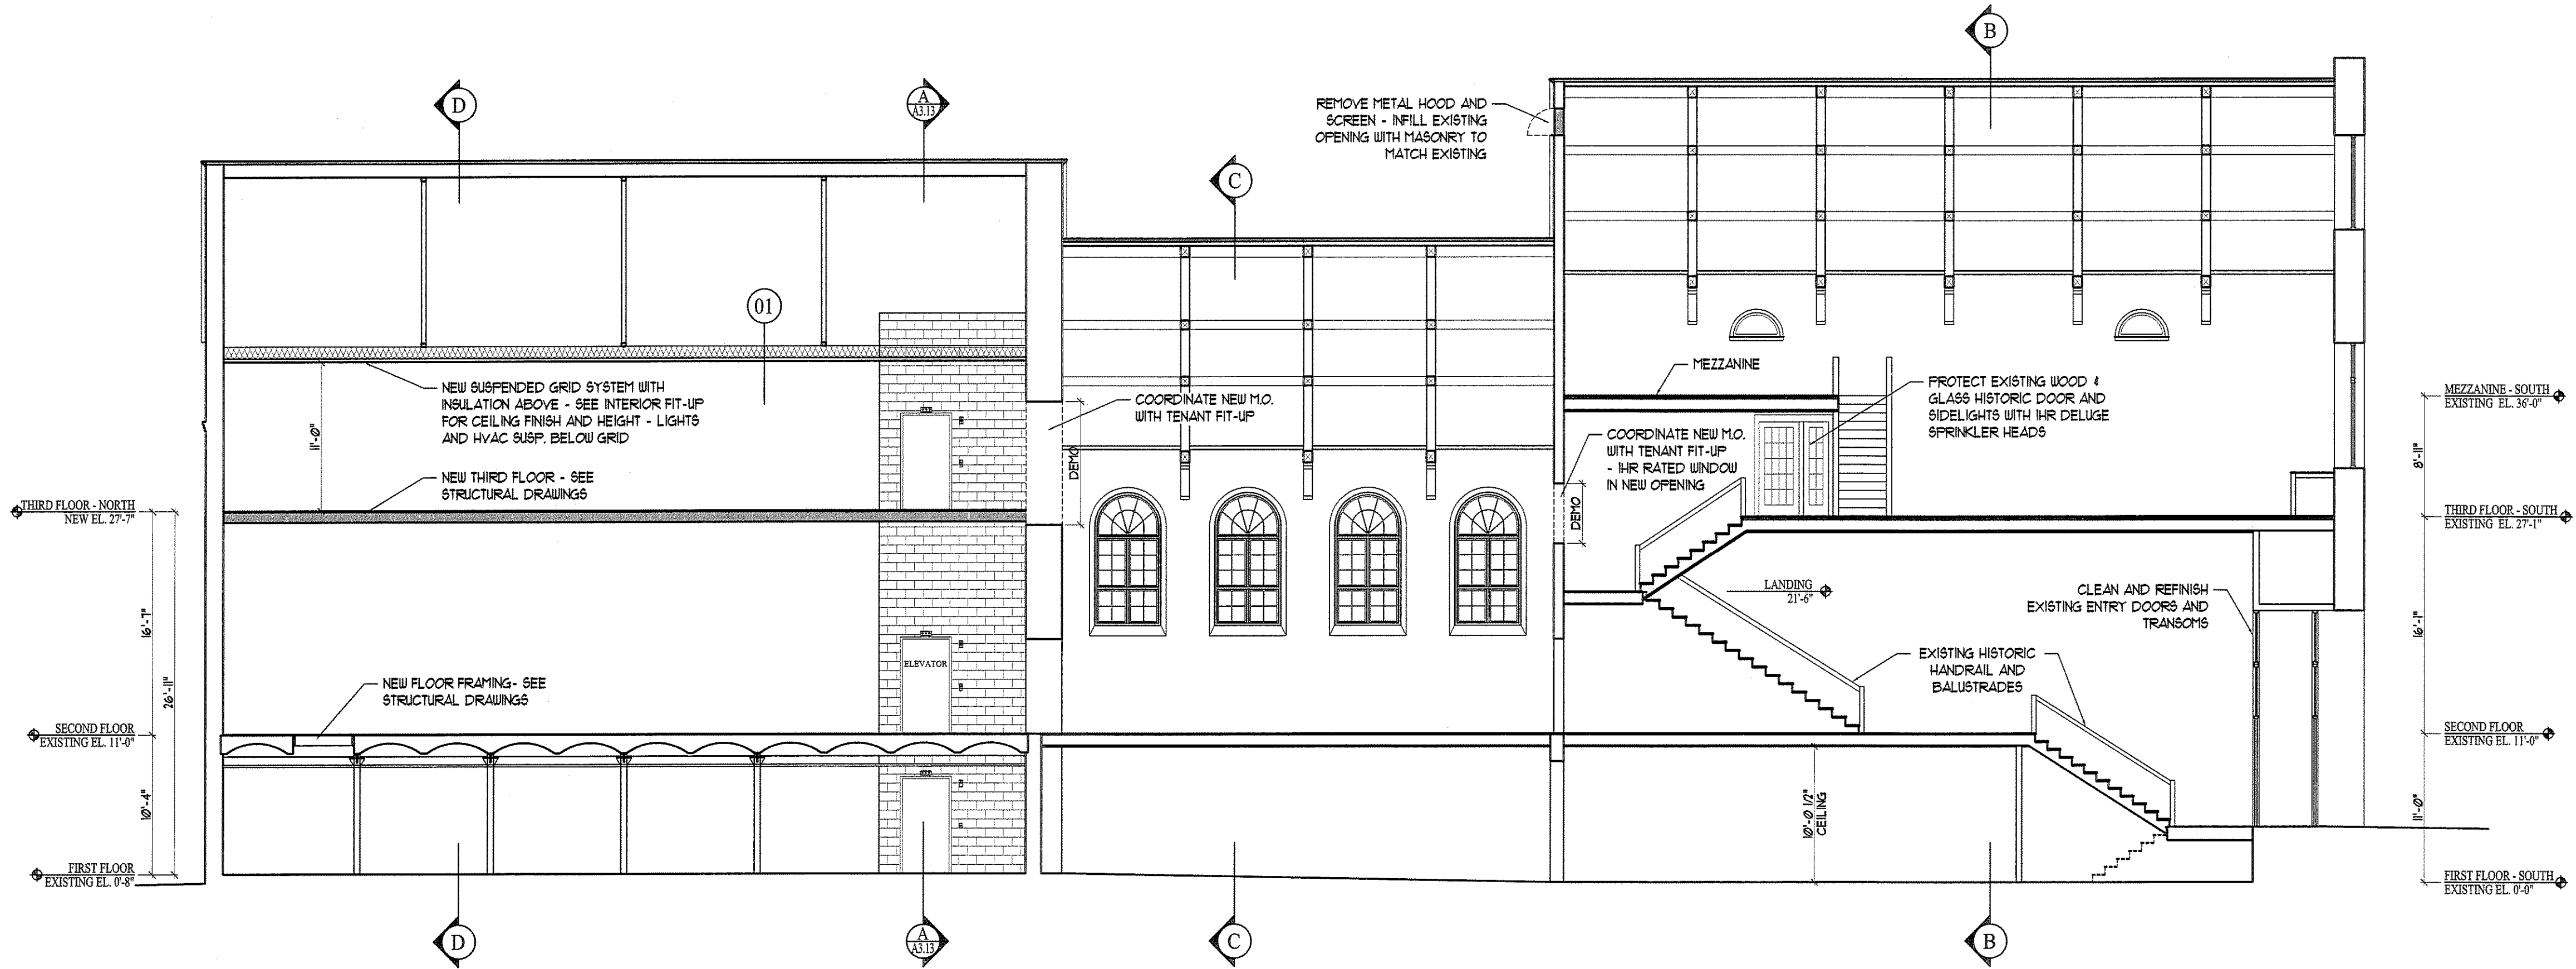 B
D
A
A3.13
REMOVE METAL HOOD AND
SCREEN - INFILL EXISTING
OPENING WITH MASONRY TO
MATCH EXISTING
C
01
MEZZANINE
NEW SUSPENDED GRID SYSTEM WITH
INSULATION ABOVE - SEE INTERIOR FIT-UP
FOR CEILING FINISH AND HEIGHT - LIGHTS
AND HVAC SUSP. BELOW GRID
11'-0"
COORDINATE NEW M.O.
WITH TENANT FIT-UP
DEMO
PROTECT EXISTING WOOD &
GLASS HISTORIC DOOR AND
SIDELIGHTS WITH 1HR DELUGE
SPRINKLER HEADS
MEZZANINE - SOUTH
EXISTING EL. 36'-0"
COORDINATE NEW M.O.
WITH TENANT FIT-UP
- 1HR RATED WINDOW
IN NEW OPENING
DEMO
8'-11"
NEW THIRD FLOOR - SEE
STRUCTURAL DRAWINGS
THIRD FLOOR - NORTH
NEW EL. 27'-7"
THIRD FLOOR - SOUTH
EXISTING EL. 27'-1"
LANDING
21'-6"
CLEAN AND REFINISH
EXISTING ENTRY DOORS AND
TRANSOMS
16'-7"
26'-11"
16'-1"
ELEVATOR
EXISTING HISTORIC
HANDRAIL AND
BALUSTRADES
NEW FLOOR FRAMING- SEE
STRUCTURAL DRAWINGS
SECOND FLOOR
EXISTING EL. 11'-0"
SECOND FLOOR
EXISTING EL. 11'-0"
10'-4"
10'-0 1/2"
CEILING
11'-0"
FIRST FLOOR
EXISTING EL. 0'-8"
FIRST FLOOR - SOUTH
EXISTING EL. 0'-0"
D
A
A3.13
C
B